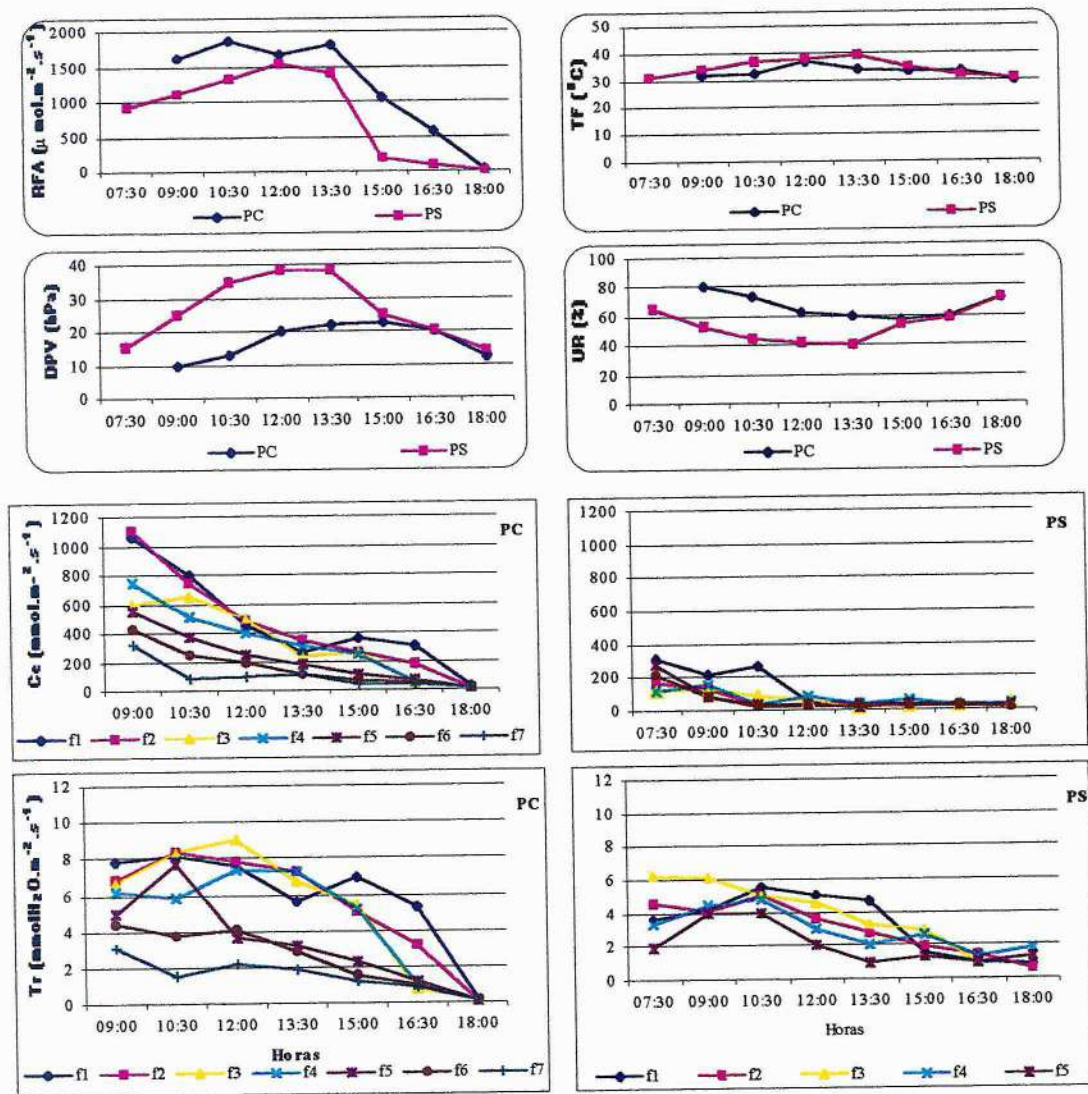 RFA (µ mol.m⁻².s⁻¹)
2000
1500
1000
500
0
07:30 09:00 10:30 12:00 13:30 15:00 16:30 18:00
PC PS
TF (ºC)
50
40
30
20
10
0
07:30 09:00 10:30 12:00 13:30 15:00 16:30 18:00
PC PS
DPV (hPa)
40
30
20
10
0
07:30 09:00 10:30 12:00 13:30 15:00 16:30 18:00
PC PS
UR (%)
100
80
60
40
20
0
07:30 09:00 10:30 12:00 13:30 15:00 16:30 18:00
PC PS
PC
Ce (mmol.m⁻².s⁻¹)
1200
1000
800
600
400
200
0
09:00 10:30 12:00 13:30 15:00 16:30 18:00
f1 f2 f3 f4 f5 f6 f7
PS
1200
1000
800
600
400
200
0
07:30 09:00 10:30 12:00 13:30 15:00 16:30 18:00
PC
Tr (mmolH₂O.m⁻².s⁻¹)
12
10
8
6
4
2
0
09:00 10:30 12:00 13:30 15:00 16:30 18:00
Horas
f1 f2 f3 f4 f5 f6 f7
PS
12
10
8
6
4
2
0
07:30 09:00 10:30 12:00 13:30 15:00 16:30 18:00
Horas
f1 f2 f3 f4 f5